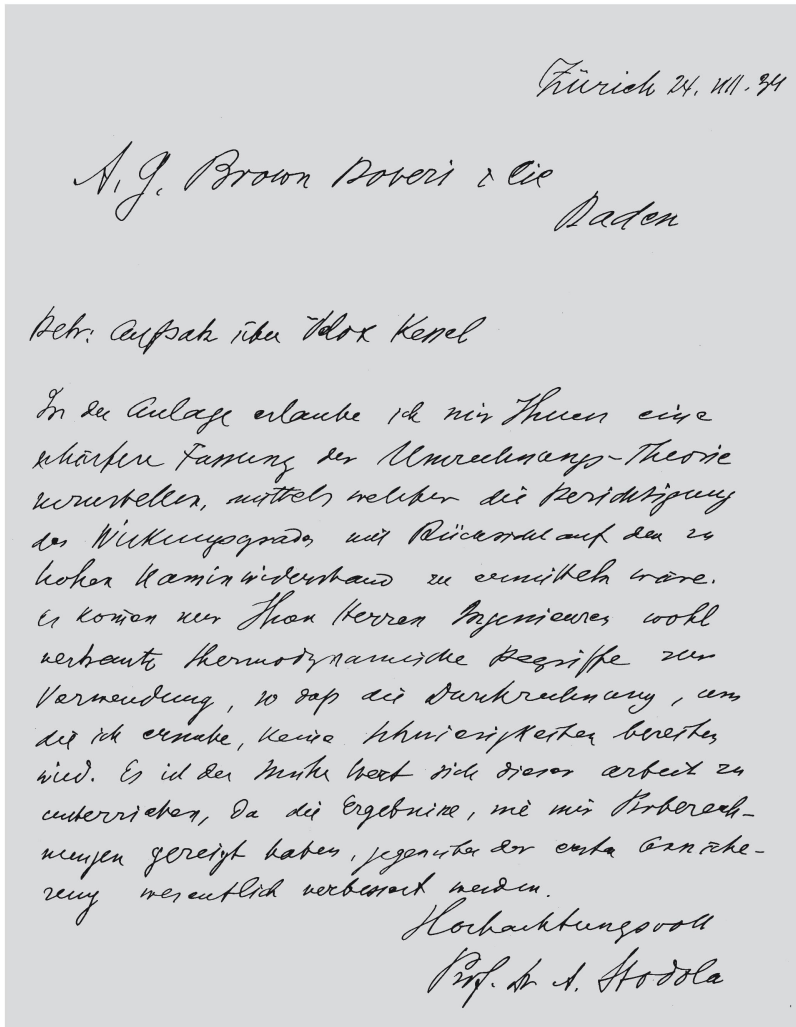 Zürich 24. VII. 34
A. G. Brown Boveri & Cie
Baden
Betr: Aufsatz über Velox Kessel
In der Anlage erlaube ich mir Ihnen eine
schärfere Fassung der Umrechnungs-Theorie
vorzustellen, mittels welcher die Berichtigung
des Wirkungsgrades mit Rücksicht auf den zu
hohen Kaminwiderstand zu ermitteln wäre.
Es komen nur Ihren Herren Ingenieuren wohl
vertraute thermodynamische Begriffe zur
Verwendung, so daß die Durchrechnung, um
die ich ersuche, keine Schwierigkeiten bereiten
wird. Es ist der Mühe wert sich dieser arbeit zu
unterziehen, da die Ergebnisse, wie mir Proberech-
nungen gezeigt haben, gegenüber der ersten Annähe-
rung wesentlich verbessert werden.
Hochachtungsvoll
Prof. Dr A. Stodola